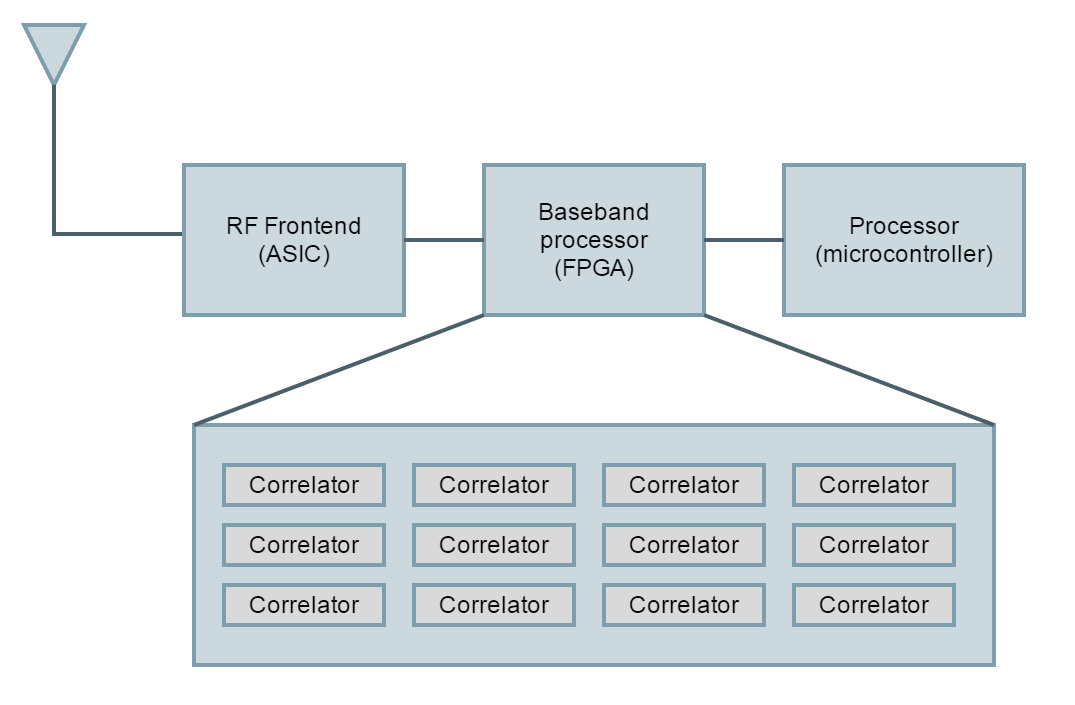 RF Frontend
(ASIC)
Baseband
processor
(FPGA)
Processor
(microcontroller)
Correlator
Correlator
Correlator
Correlator
Correlator
Correlator
Correlator
Correlator
Correlator
Correlator
Correlator
Correlator